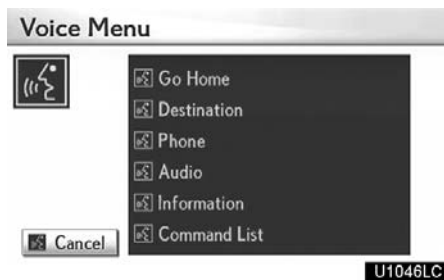 Voice Menu
Go Home
Destination
Phone
Audio
Information
Command List
Cancel
U1046LC